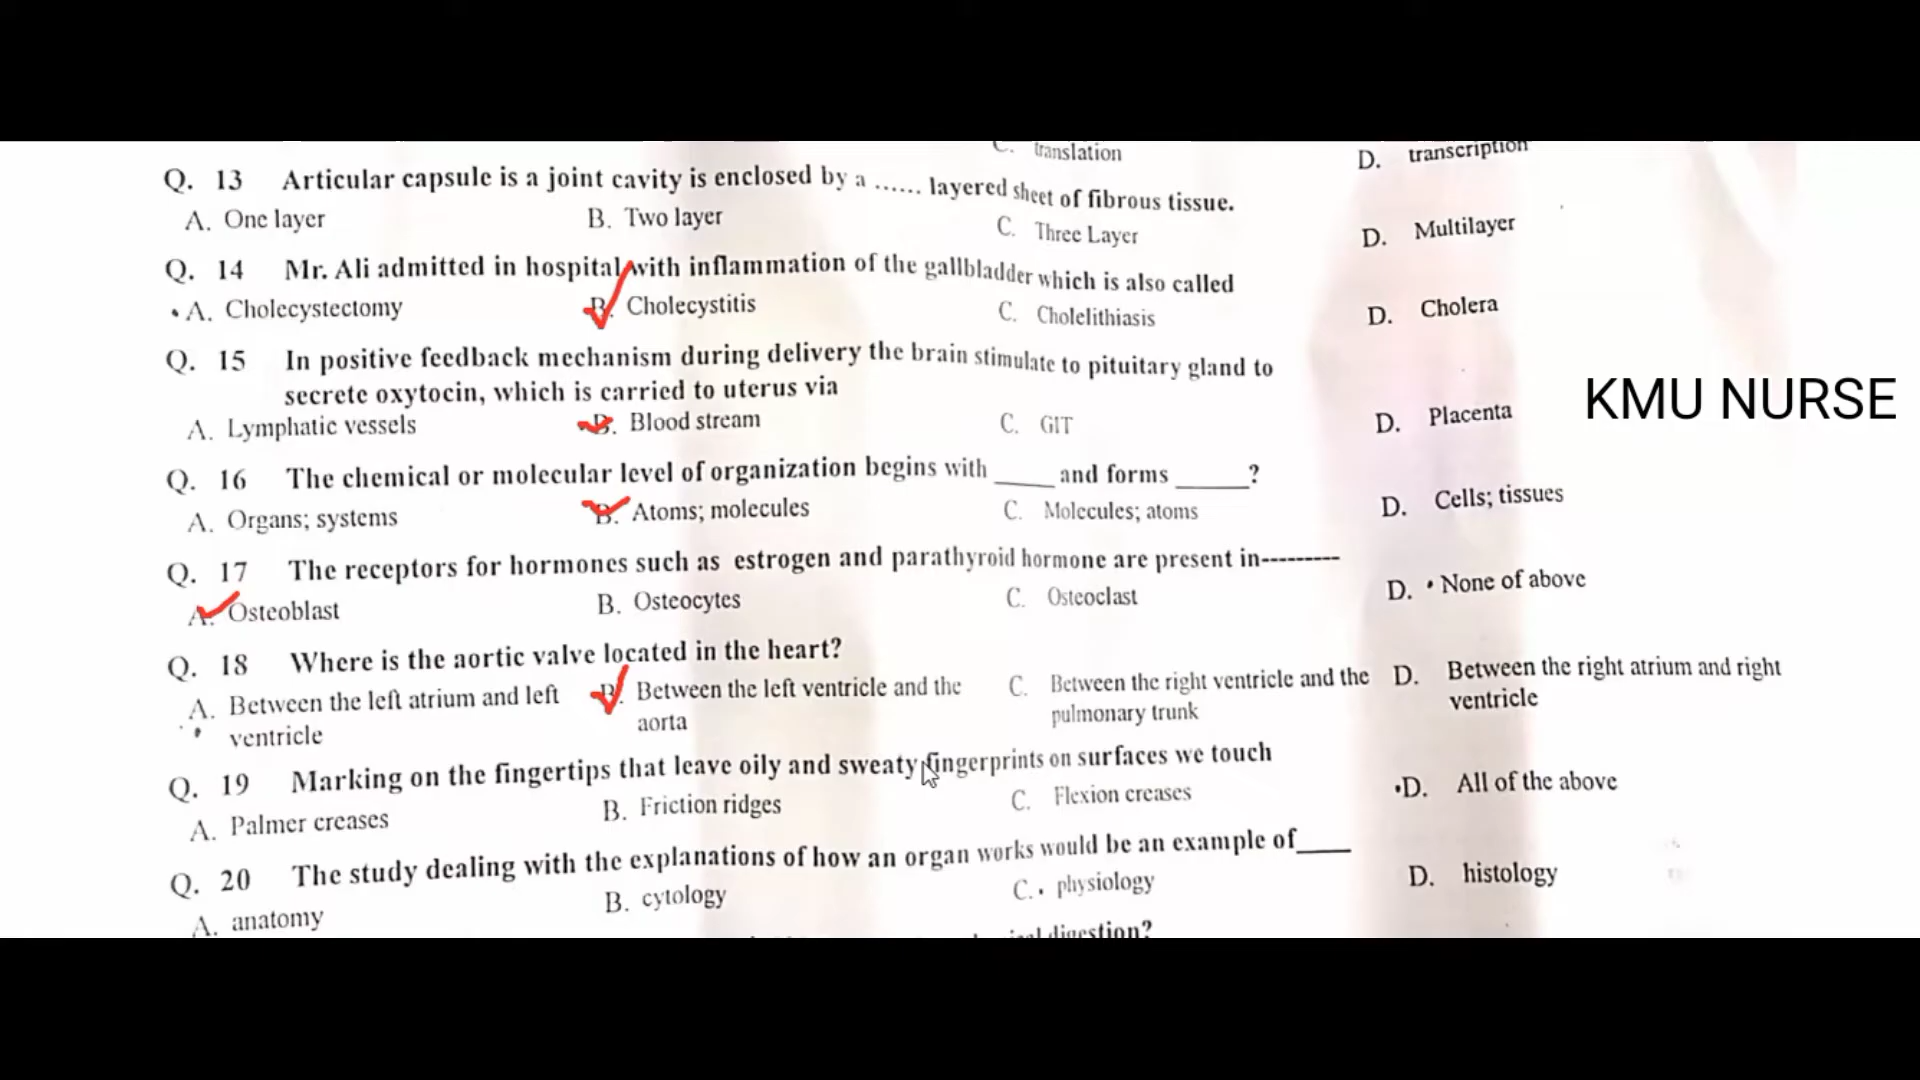 C. translation D. transcription
Q. 13 Articular capsule is a joint cavity is enclosed by a ...... layered sheet of fibrous tissue.
A. One layer B. Two layer C. Three Layer D. Multilayer
Q. 14 Mr. Ali admitted in hospital with inflammation of the gallbladder which is also called
A. Cholecystectomy B. Cholecystitis C. Cholelithiasis D. Cholera
Q. 15 In positive feedback mechanism during delivery the brain stimulate to pituitary gland to
secrete oxytocin, which is carried to uterus via
A. Lymphatic vessels B. Blood stream C. GIT D. Placenta
KMU NURSE
Q. 16 The chemical or molecular level of organization begins with _____ and forms ______?
A. Organs; systems B. Atoms; molecules C. Molecules; atoms D. Cells; tissues
Q. 17 The receptors for hormones such as estrogen and parathyroid hormone are present in---------
A. Osteoblast B. Osteocytes C. Osteoclast D. None of above
Q. 18 Where is the aortic valve located in the heart?
A. Between the left atrium and left B. Between the left ventricle and the C. Between the right ventricle and the D. Between the right atrium and right
ventricle aorta pulmonary trunk ventricle
Q. 19 Marking on the fingertips that leave oily and sweaty fingerprints on surfaces we touch
A. Palmer creases B. Friction ridges C. Flexion creases D. All of the above
Q. 20 The study dealing with the explanations of how an organ works would be an example of____
A. anatomy B. cytology C. physiology D. histology
digestion?